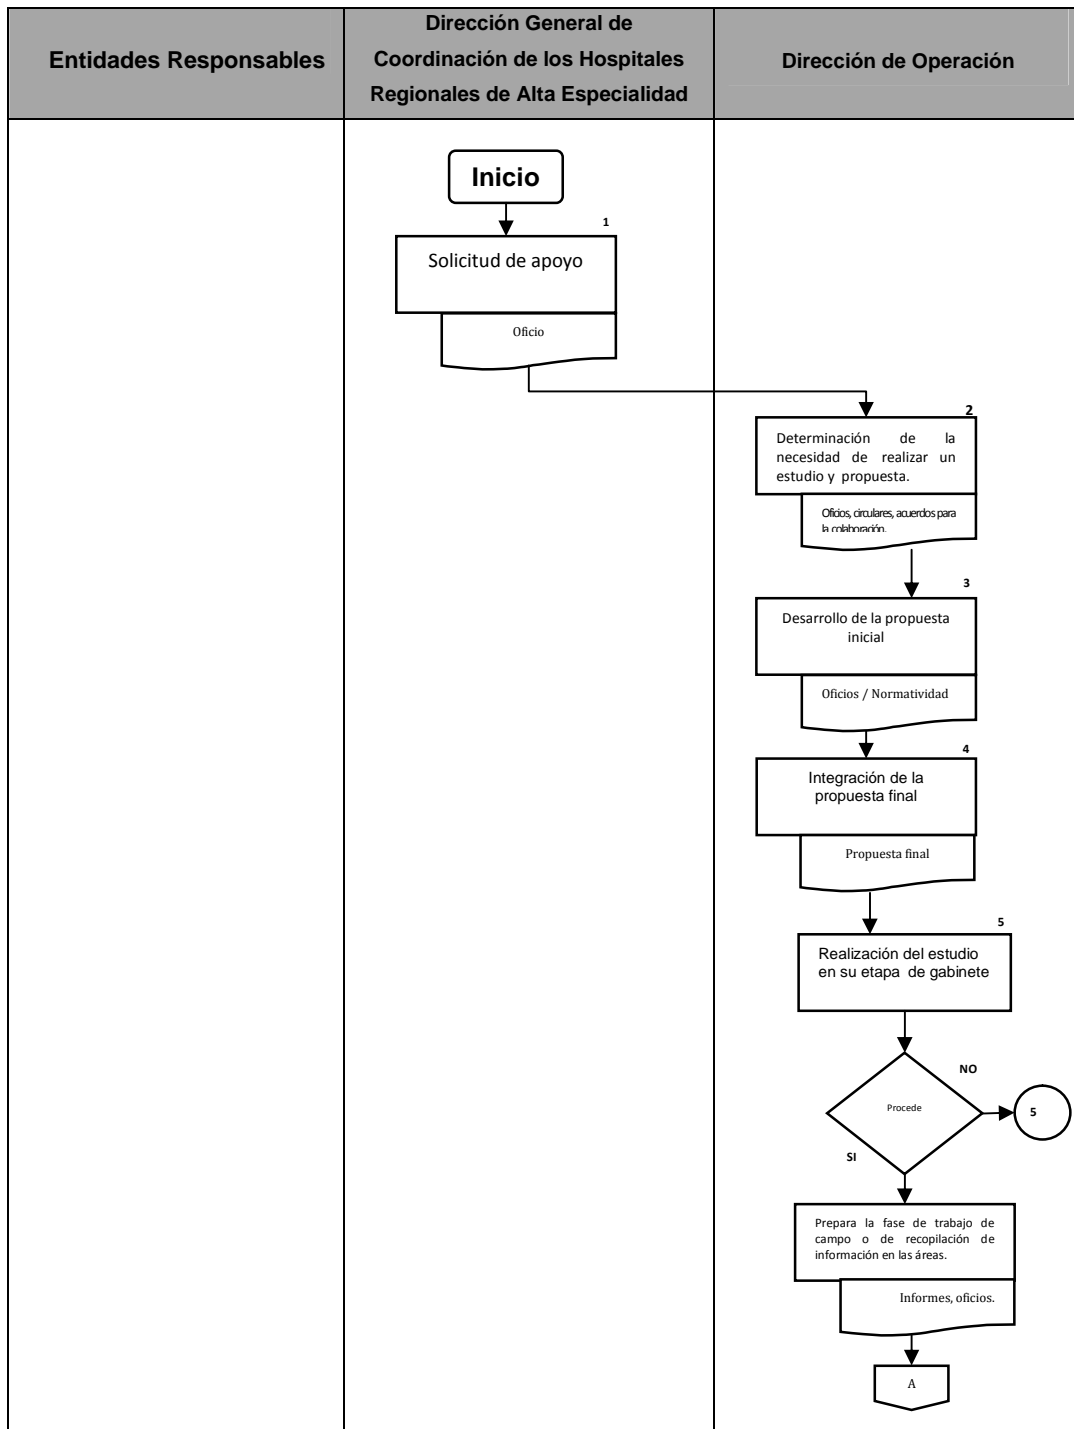 Entidades Responsables
Dirección General de
Coordinación de los Hospitales
Regionales de Alta Especialidad
Dirección de Operación
Inicio
1
Solicitud de apoyo
Oficio
2
Determinación de la
necesidad de realizar un
estudio y propuesta.
Oficios, circulares, acuerdos para
la colaboración.
3
Desarrollo de la propuesta
inicial
Oficios / Normatividad
4
Integración de la
propuesta final
Propuesta final
5
Realización del estudio
en su etapa de gabinete
NO
Procede
5
SI
Prepara la fase de trabajo de
campo o de recopilación de
información en las áreas.
Informes, oficios.
A